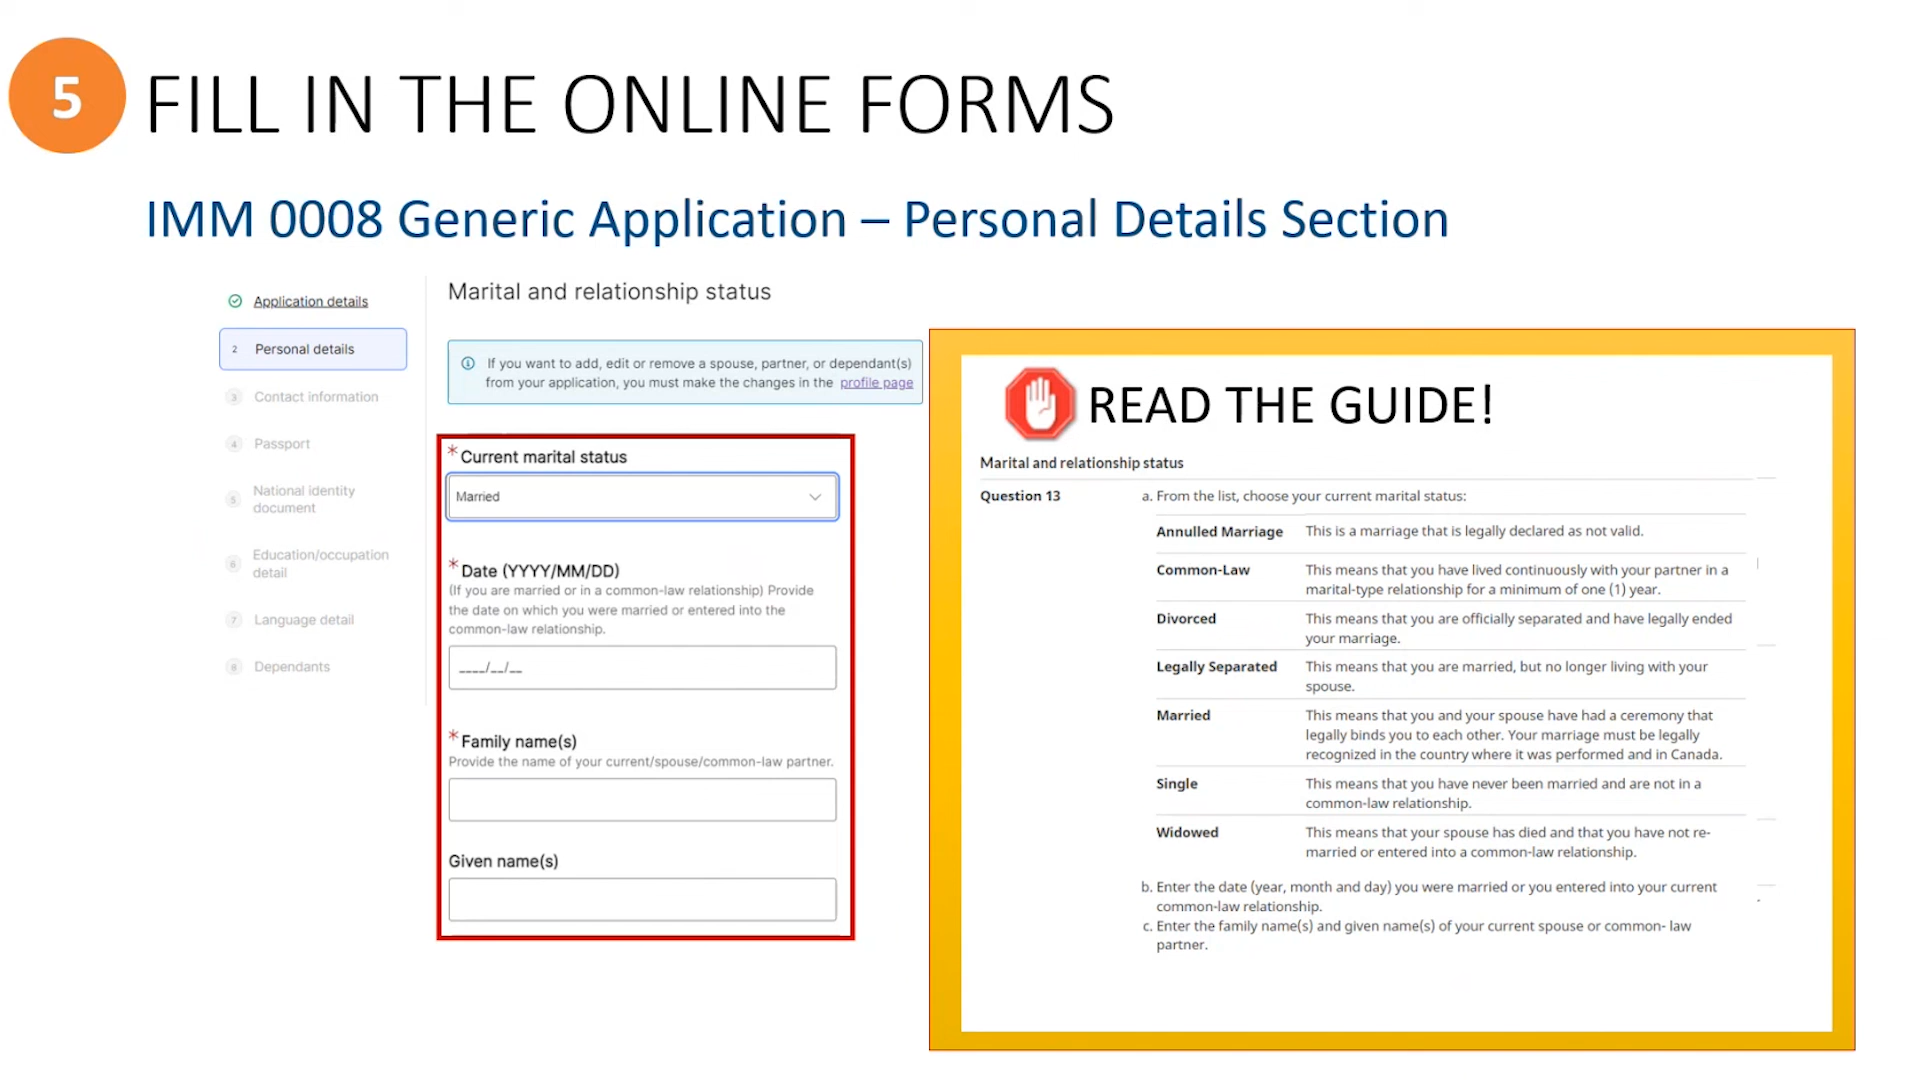 5
FILL IN THE ONLINE FORMS
IMM 0008 Generic Application – Personal Details Section
Application details
2 Personal details
3 Contact information
4 Passport
5 National identity
document
6 Education/occupation
detail
7 Language detail
8 Dependants
Marital and relationship status
If you want to add, edit or remove a spouse, partner, or dependant(s)
from your application, you must make the changes in the profile page
* Current marital status
Married
* Date (YYYY/MM/DD)
(If you are married or in a common-law relationship) Provide
the date on which you were married or entered into the
common-law relationship.
____/__/__
* Family name(s)
Provide the name of your current/spouse/common-law partner.
Given name(s)
READ THE GUIDE!
Marital and relationship status
Question 13
a. From the list, choose your current marital status:
Annulled Marriage This is a marriage that is legally declared as not valid.
Common-Law This means that you have lived continuously with your partner in a
marital-type relationship for a minimum of one (1) year.
Divorced This means that you are officially separated and have legally ended
your marriage.
Legally Separated This means that you are married, but no longer living with your
spouse.
Married This means that you and your spouse have had a ceremony that
legally binds you to each other. Your marriage must be legally
recognized in the country where it was performed and in Canada.
Single This means that you have never been married and are not in a
common-law relationship.
Widowed This means that your spouse has died and that you have not re-
married or entered into a common-law relationship.
b. Enter the date (year, month and day) you were married or you entered into your current
common-law relationship.
c. Enter the family name(s) and given name(s) of your current spouse or common- law
partner.